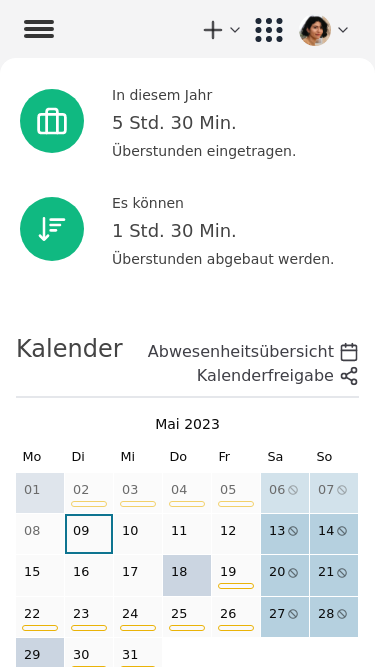 In diesem Jahr
5 Std. 30 Min.
Überstunden eingetragen.
Es können
1 Std. 30 Min.
Überstunden abgebaut werden.
Kalender
Abwesenheitsübersicht
Kalenderfreigabe
Mai 2023
Mo Di Mi Do Fr Sa So
01 02 03 04 05 06 07
08 09 10 11 12 13 14
15 16 17 18 19 20 21
22 23 24 25 26 27 28
29 30 31